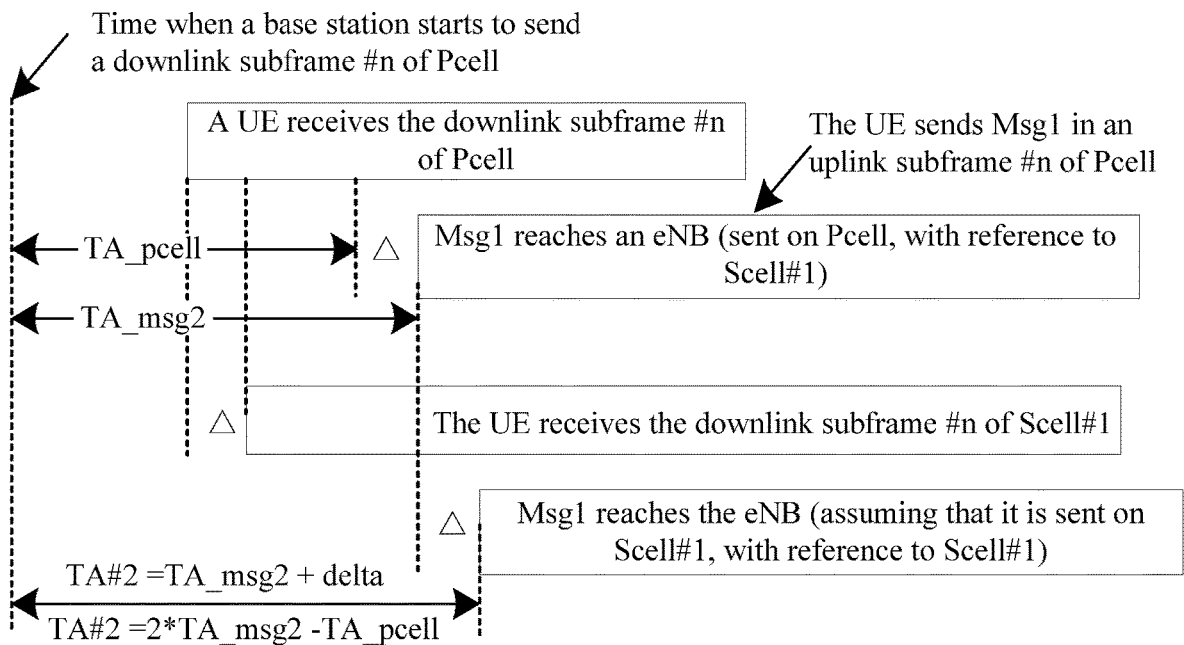 Time when a base station starts to send
a downlink subframe #n of Pcell
A UE receives the downlink subframe #n
of Pcell
The UE sends Msg1 in an
uplink subframe #n of Pcell
TA_pcell
△
Msg1 reaches an eNB (sent on Pcell, with reference to
Scell#1)
TA_msg2
△
The UE receives the downlink subframe #n of Scell#1
△
Msg1 reaches the eNB (assuming that it is sent on
Scell#1, with reference to Scell#1)
TA#2 =TA_msg2 + delta
TA#2 =2*TA_msg2 -TA_pcell